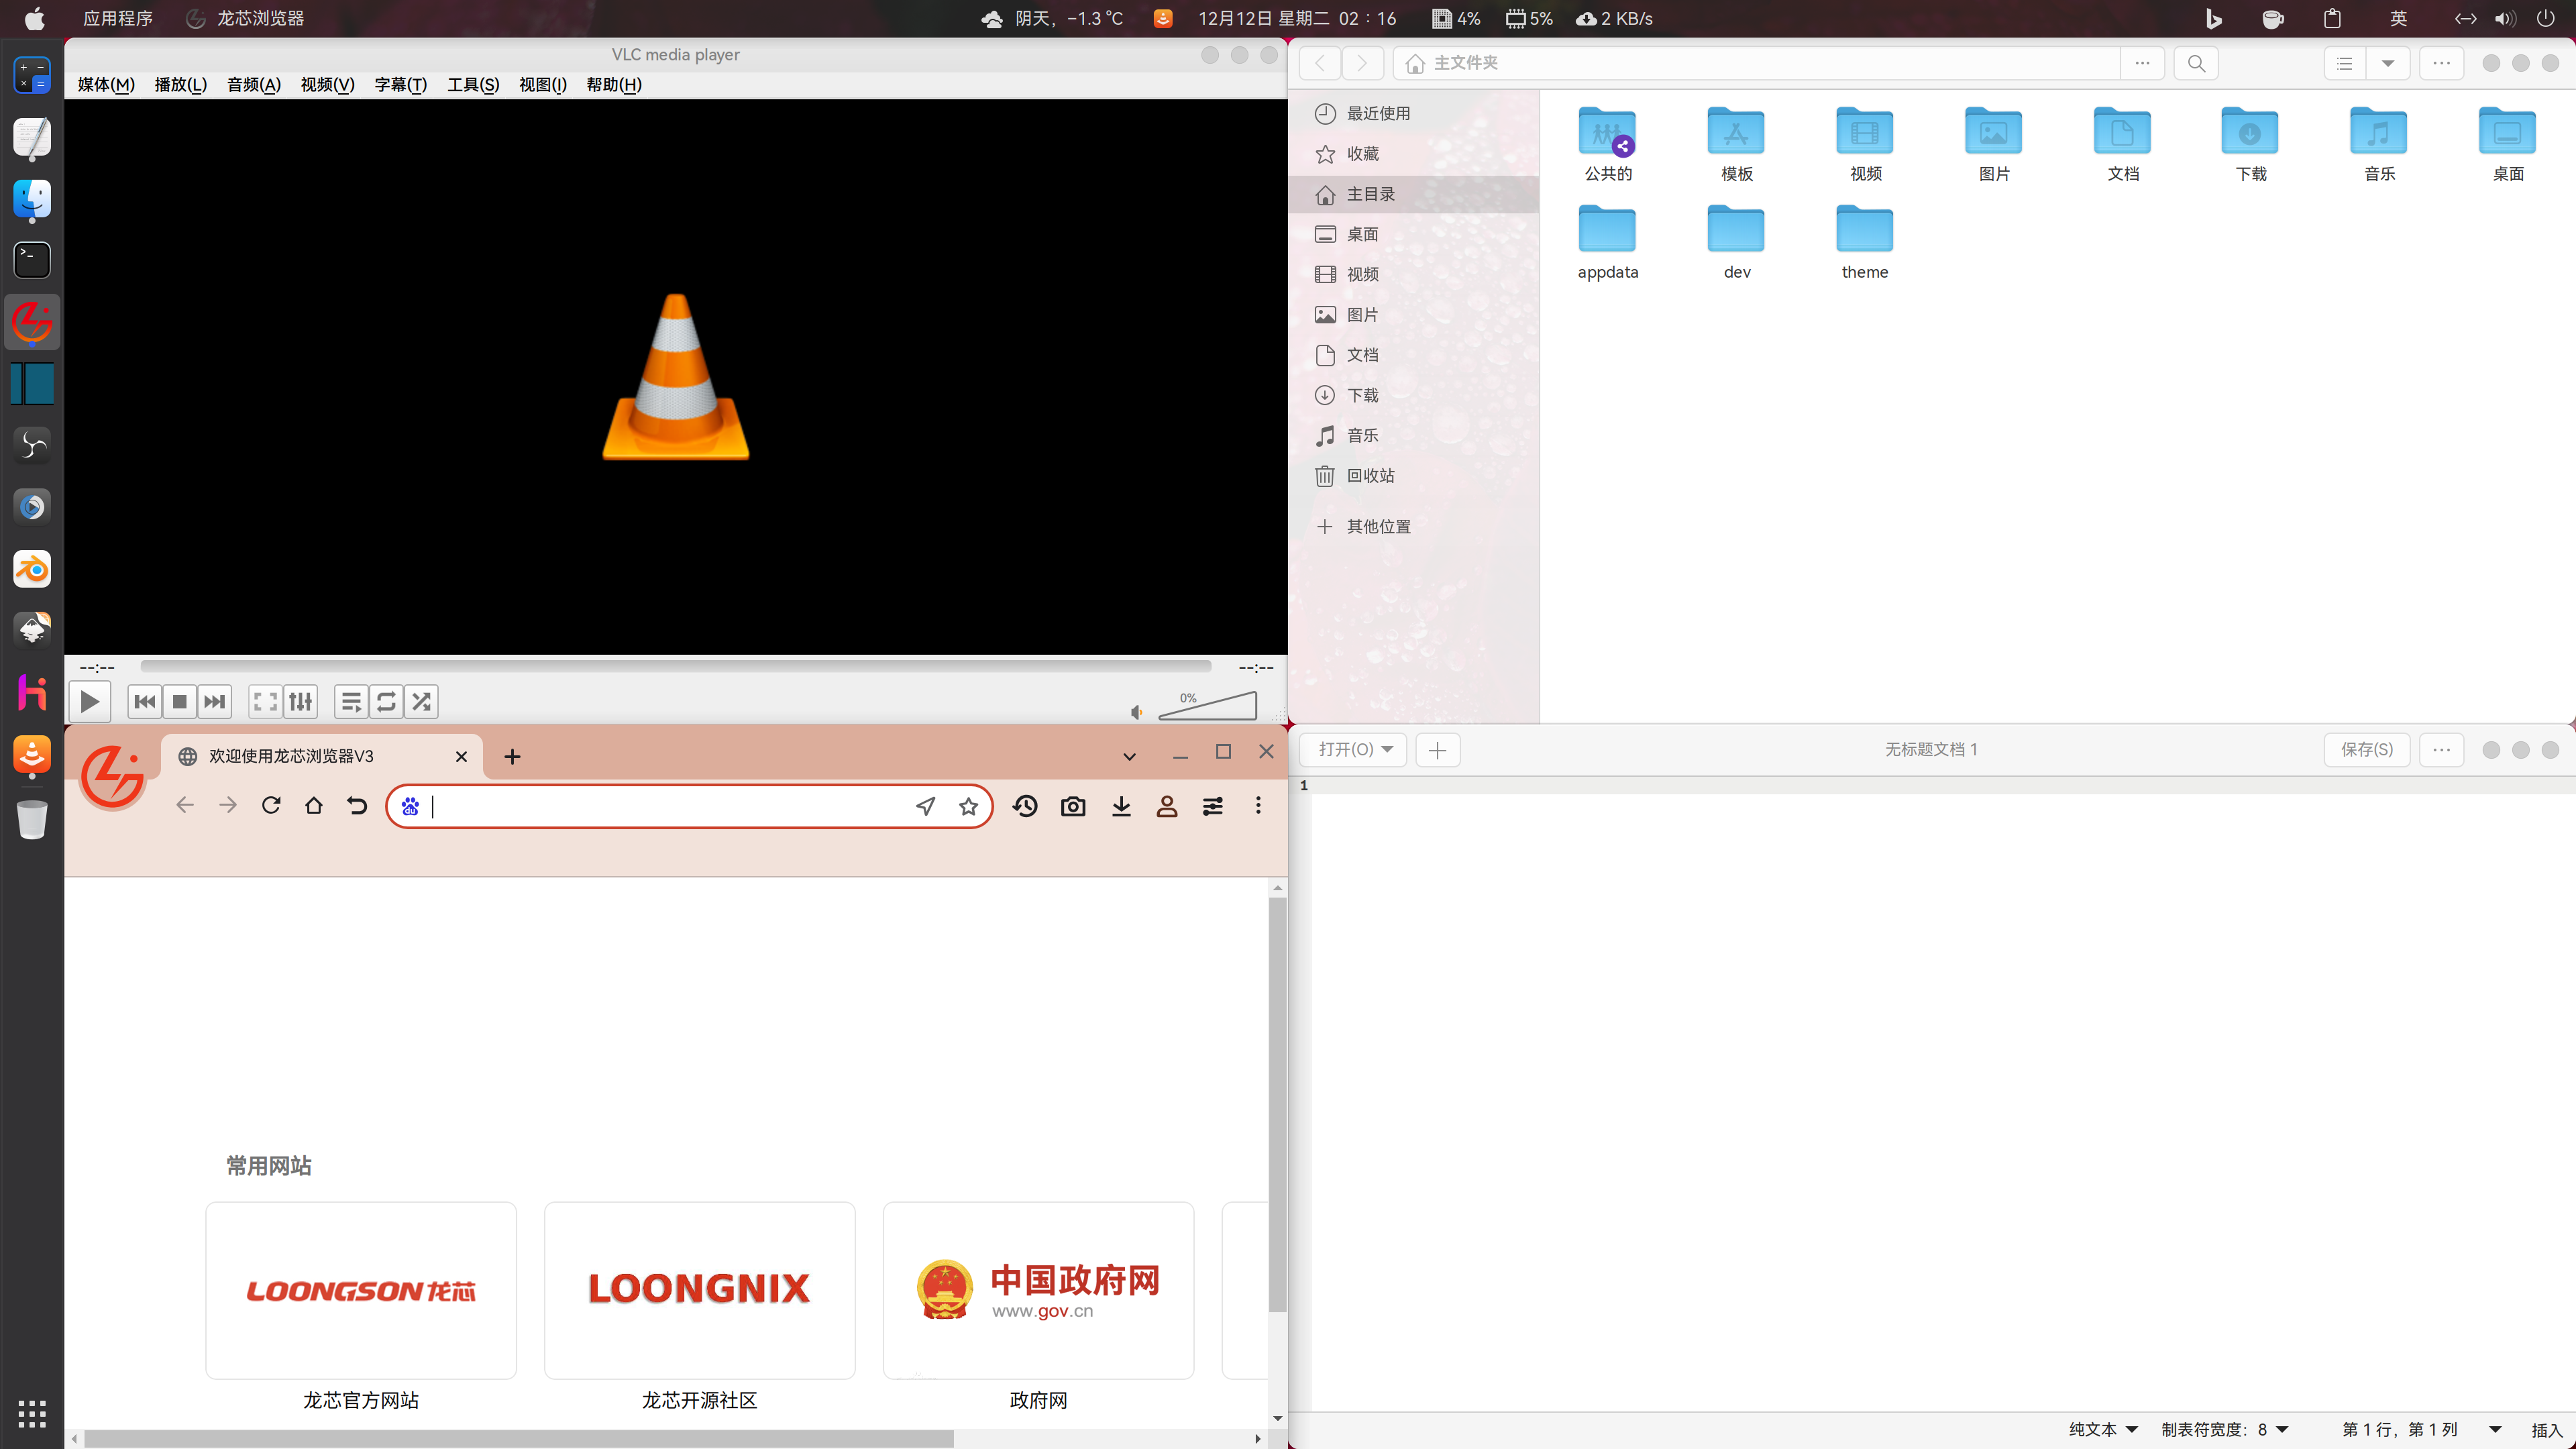 应用程序 龙芯浏览器 阴天, -1.3 °C 12月12日 星期二 02：16 4% 5% 2 KB/s 英
VLC media player
媒体(M) 播放(L) 音频(A) 视频(V) 字幕(T) 工具(S) 视图(I) 帮助(H)
--:-- --:--
0%
主文件夹
最近使用
收藏
主目录
桌面
视频
图片
文档
下载
音乐
回收站
其他位置
公共的 模板 视频 图片 文档 下载 音乐 桌面
appdata dev theme
欢迎使用龙芯浏览器V3
常用网站
LOONGSON龙芯 LOONGNIX 中国政府网
www.gov.cn
龙芯官方网站 龙芯开源社区 政府网
打开(O) 无标题文档 1 保存(S)
1
纯文本 制表符宽度：8 第 1 行，第 1 列 插入